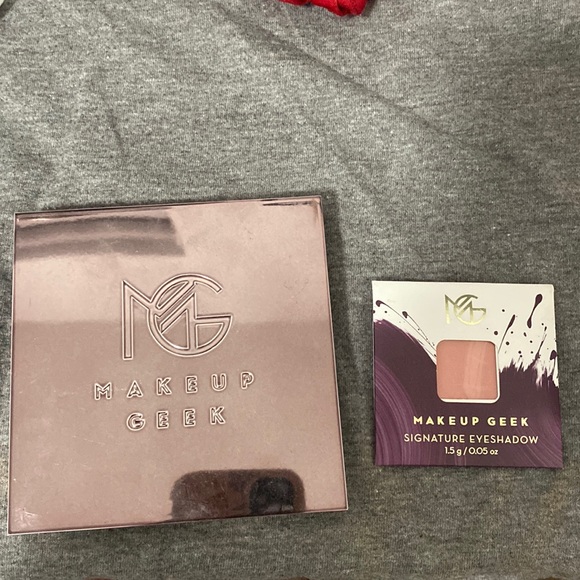 MG
MAKEUP
GEEK
MG
MAKEUP GEEK
SIGNATURE EYESHADOW
1.5 g / 0.05 oz